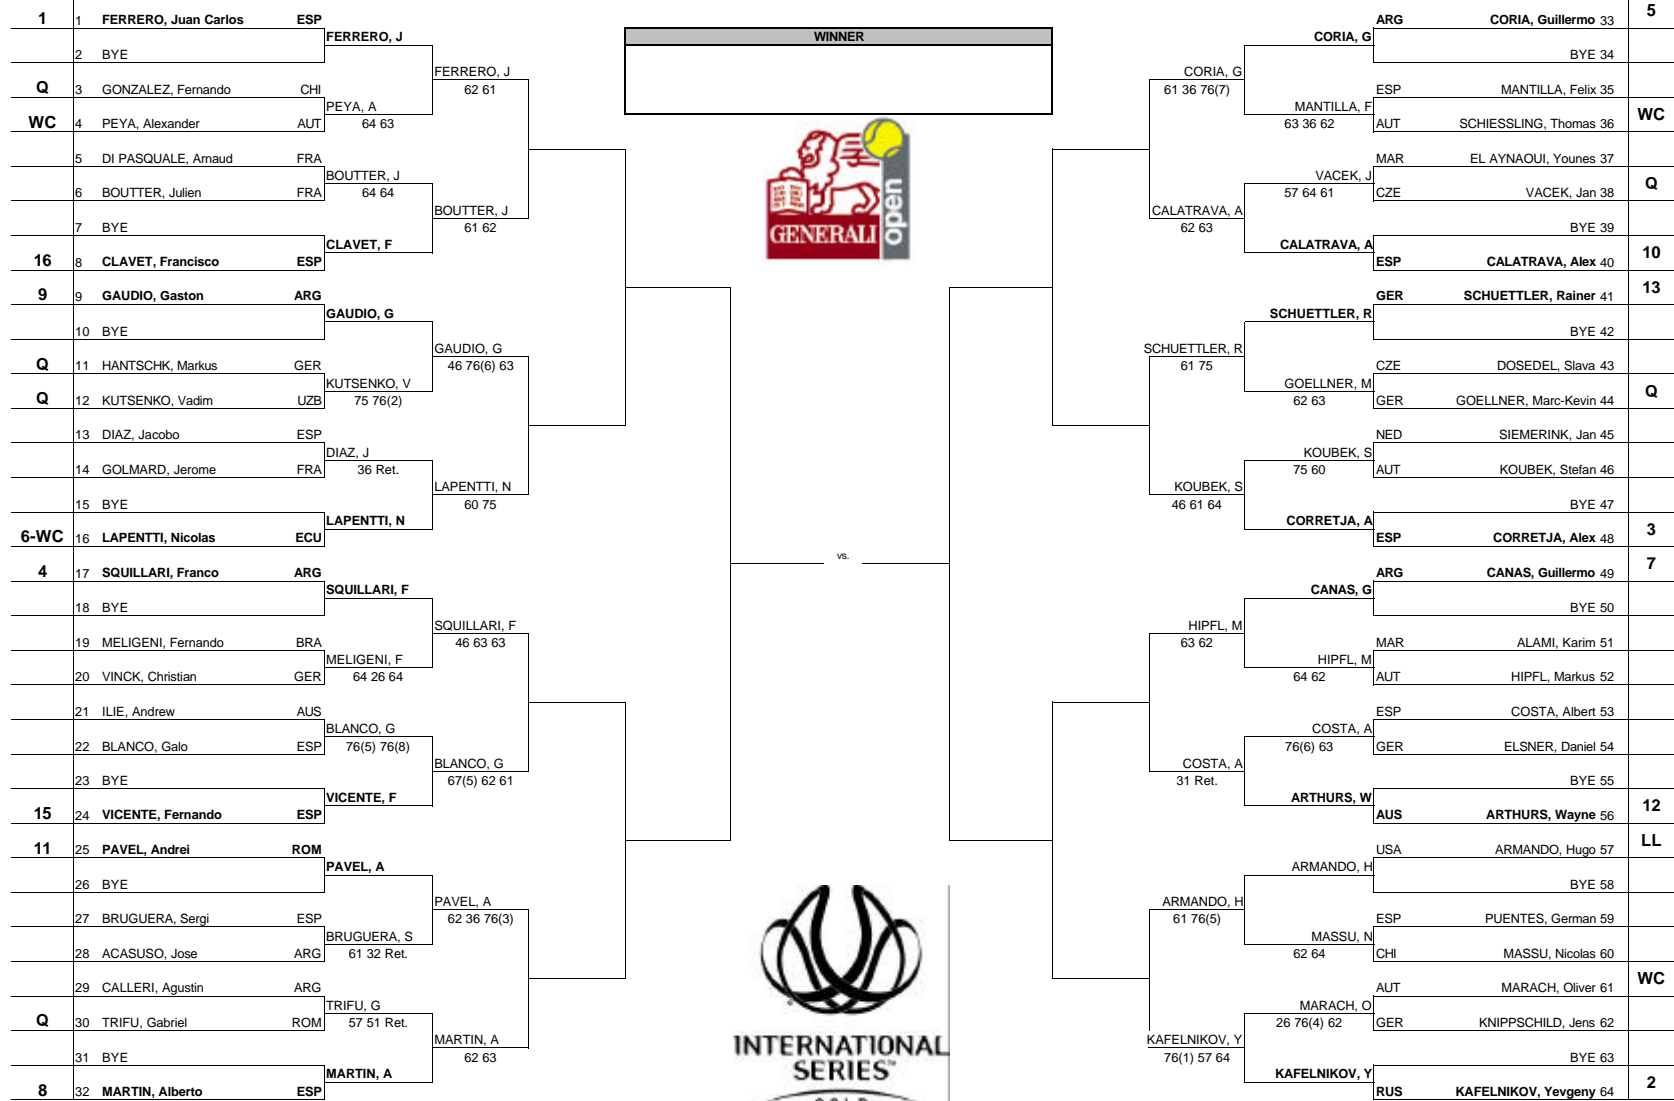 1 1 FERRERO, Juan Carlos ESP
FERRERO, J
2 BYE
FERRERO, J
62 61
Q 3 GONZALEZ, Fernando CHI
PEYA, A
64 63
WC 4 PEYA, Alexander AUT
5 DI PASQUALE, Arnaud FRA
BOUTTER, J
64 64
6 BOUTTER, Julien FRA
BOUTTER, J
61 62
7 BYE
CLAVET, F
16 8 CLAVET, Francisco ESP
9 9 GAUDIO, Gaston ARG
GAUDIO, G
10 BYE
GAUDIO, G
46 76(6) 63
Q 11 HANTSCHK, Markus GER
KUTSENKO, V
75 76(2)
Q 12 KUTSENKO, Vadim UZB
13 DIAZ, Jacobo ESP
DIAZ, J
36 Ret.
14 GOLMARD, Jerome FRA
LAPENTTI, N
60 75
15 BYE
LAPENTTI, N
6-WC 16 LAPENTTI, Nicolas ECU
4 17 SQUILLARI, Franco ARG
SQUILLARI, F
18 BYE
SQUILLARI, F
46 63 63
19 MELIGENI, Fernando BRA
MELIGENI, F
64 26 64
20 VINCK, Christian GER
21 ILIE, Andrew AUS
BLANCO, G
76(5) 76(8)
22 BLANCO, Galo ESP
BLANCO, G
67(5) 62 61
23 BYE
VICENTE, F
15 24 VICENTE, Fernando ESP
11 25 PAVEL, Andrei ROM
PAVEL, A
26 BYE
PAVEL, A
62 36 76(3)
27 BRUGUERA, Sergi ESP
BRUGUERA, S
61 32 Ret.
28 ACASUSO, Jose ARG
29 CALLERI, Agustin ARG
TRIFU, G
57 51 Ret.
Q 30 TRIFU, Gabriel ROM
MARTIN, A
62 63
31 BYE
MARTIN, A
8 32 MARTIN, Alberto ESP
WINNER
GENERALI
open
vs.
INTERNATIONAL
SERIES™
ARG CORIA, Guillermo 33 5
CORIA, G
BYE 34
CORIA, G
61 36 76(7)
ESP MANTILLA, Felix 35
MANTILLA, F
63 36 62
AUT SCHIESSLING, Thomas 36 WC
MAR EL AYNAOUI, Younes 37
VACEK, J
57 64 61
CZE VACEK, Jan 38 Q
CALATRAVA, A
62 63
BYE 39
CALATRAVA, A
ESP CALATRAVA, Alex 40 10
GER SCHUETTLER, Rainer 41 13
SCHUETTLER, R
BYE 42
SCHUETTLER, R
61 75
CZE DOSEDEL, Slava 43
GOELLNER, M
62 63
GER GOELLNER, Marc-Kevin 44 Q
NED SIEMERINK, Jan 45
KOUBEK, S
75 60
AUT KOUBEK, Stefan 46
KOUBEK, S
46 61 64
BYE 47
CORRETJA, A
ESP CORRETJA, Alex 48 3
ARG CANAS, Guillermo 49 7
CANAS, G
BYE 50
HIPFL, M
63 62
MAR ALAMI, Karim 51
HIPFL, M
64 62
AUT HIPFL, Markus 52
ESP COSTA, Albert 53
COSTA, A
76(6) 63
GER ELSNER, Daniel 54
COSTA, A
31 Ret.
BYE 55
ARTHURS, W
AUS ARTHURS, Wayne 56 12
USA ARMANDO, Hugo 57 LL
ARMANDO, H
BYE 58
ARMANDO, H
61 76(5)
ESP PUENTES, German 59
MASSU, N
62 64
CHI MASSU, Nicolas 60
AUT MARACH, Oliver 61 WC
MARACH, O
26 76(4) 62
GER KNIPPSCHILD, Jens 62
KAFELNIKOV, Y
76(1) 57 64
BYE 63
KAFELNIKOV, Y
RUS KAFELNIKOV, Yevgeny 64 2